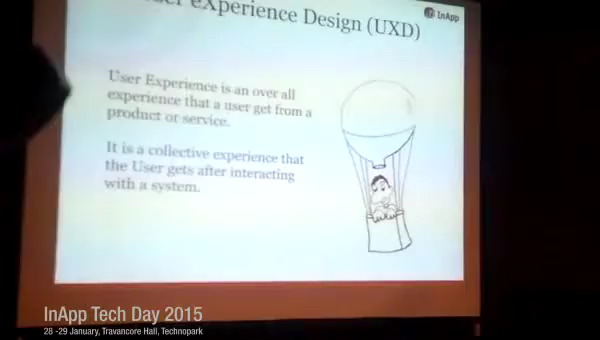 eXperience Design (UXD)
InApp
User Experience is an over all
experience that a user get from a
product or service.
It is a collective experience that
the User gets after interacting
with a system.
InApp Tech Day 2015
28 -29 January, Travancore Hall, Technopark